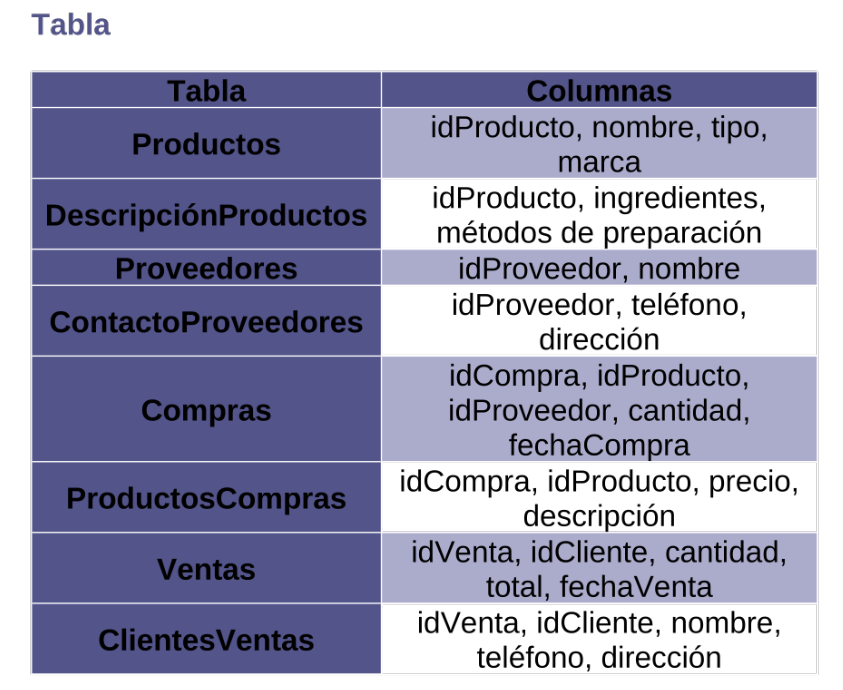 Tabla
Tabla Columnas
Productos
idProducto, nombre, tipo,
marca
DescripciónProductos
idProducto, ingredientes,
métodos de preparación
Proveedores
idProveedor, nombre
ContactoProveedores
idProveedor, teléfono,
dirección
Compras
idCompra, idProducto,
idProveedor, cantidad,
fechaCompra
ProductosCompras
idCompra, idProducto, precio,
descripción
Ventas
idVenta, idCliente, cantidad,
total, fechaVenta
ClientesVentas
idVenta, idCliente, nombre,
teléfono, dirección